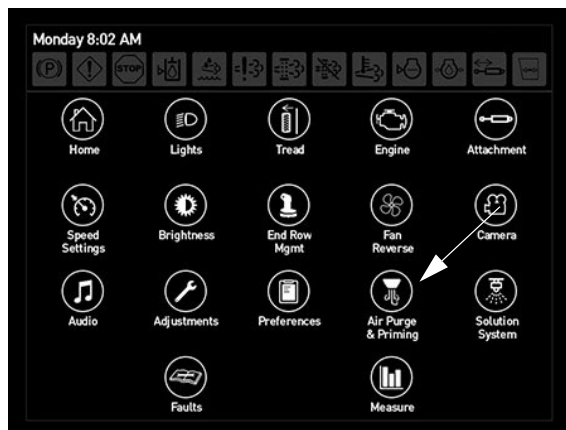 Monday 8:02 AM
(P) STOP
Home Lights Tread Engine Attachment
Speed Brightness End Row Fan Camera
Settings Mgmt Reverse
Audio Adjustments Preferences Air Purge Solution
& Priming System
Faults Measure